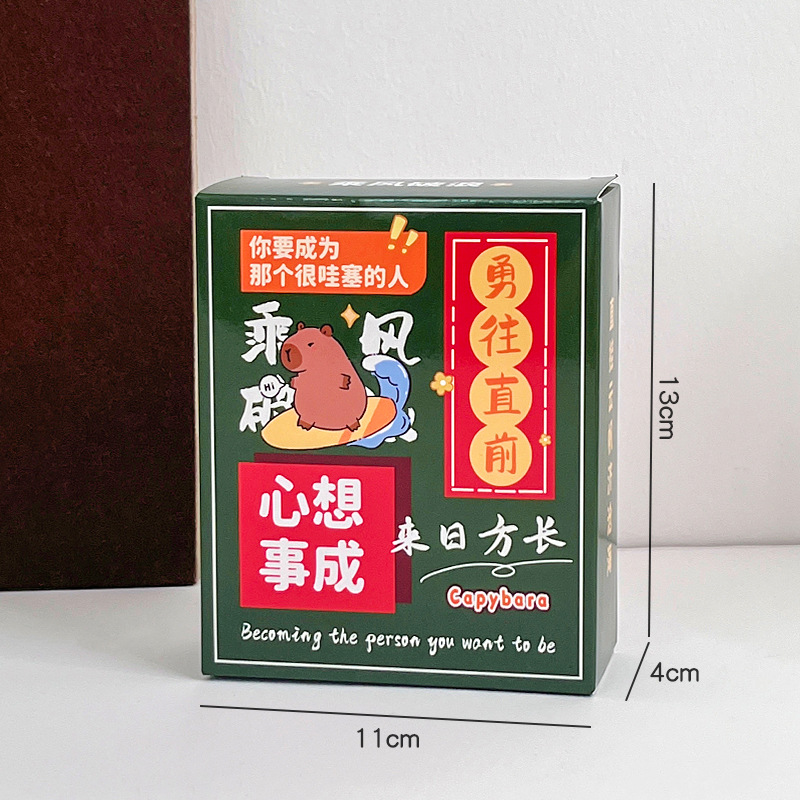 你要成为
那个很哇塞的人
!!
乘风
破
Hi
勇往直前
心想
事成
来日方长
Capybara
Becoming the person you want to be
13cm
4cm
11cm